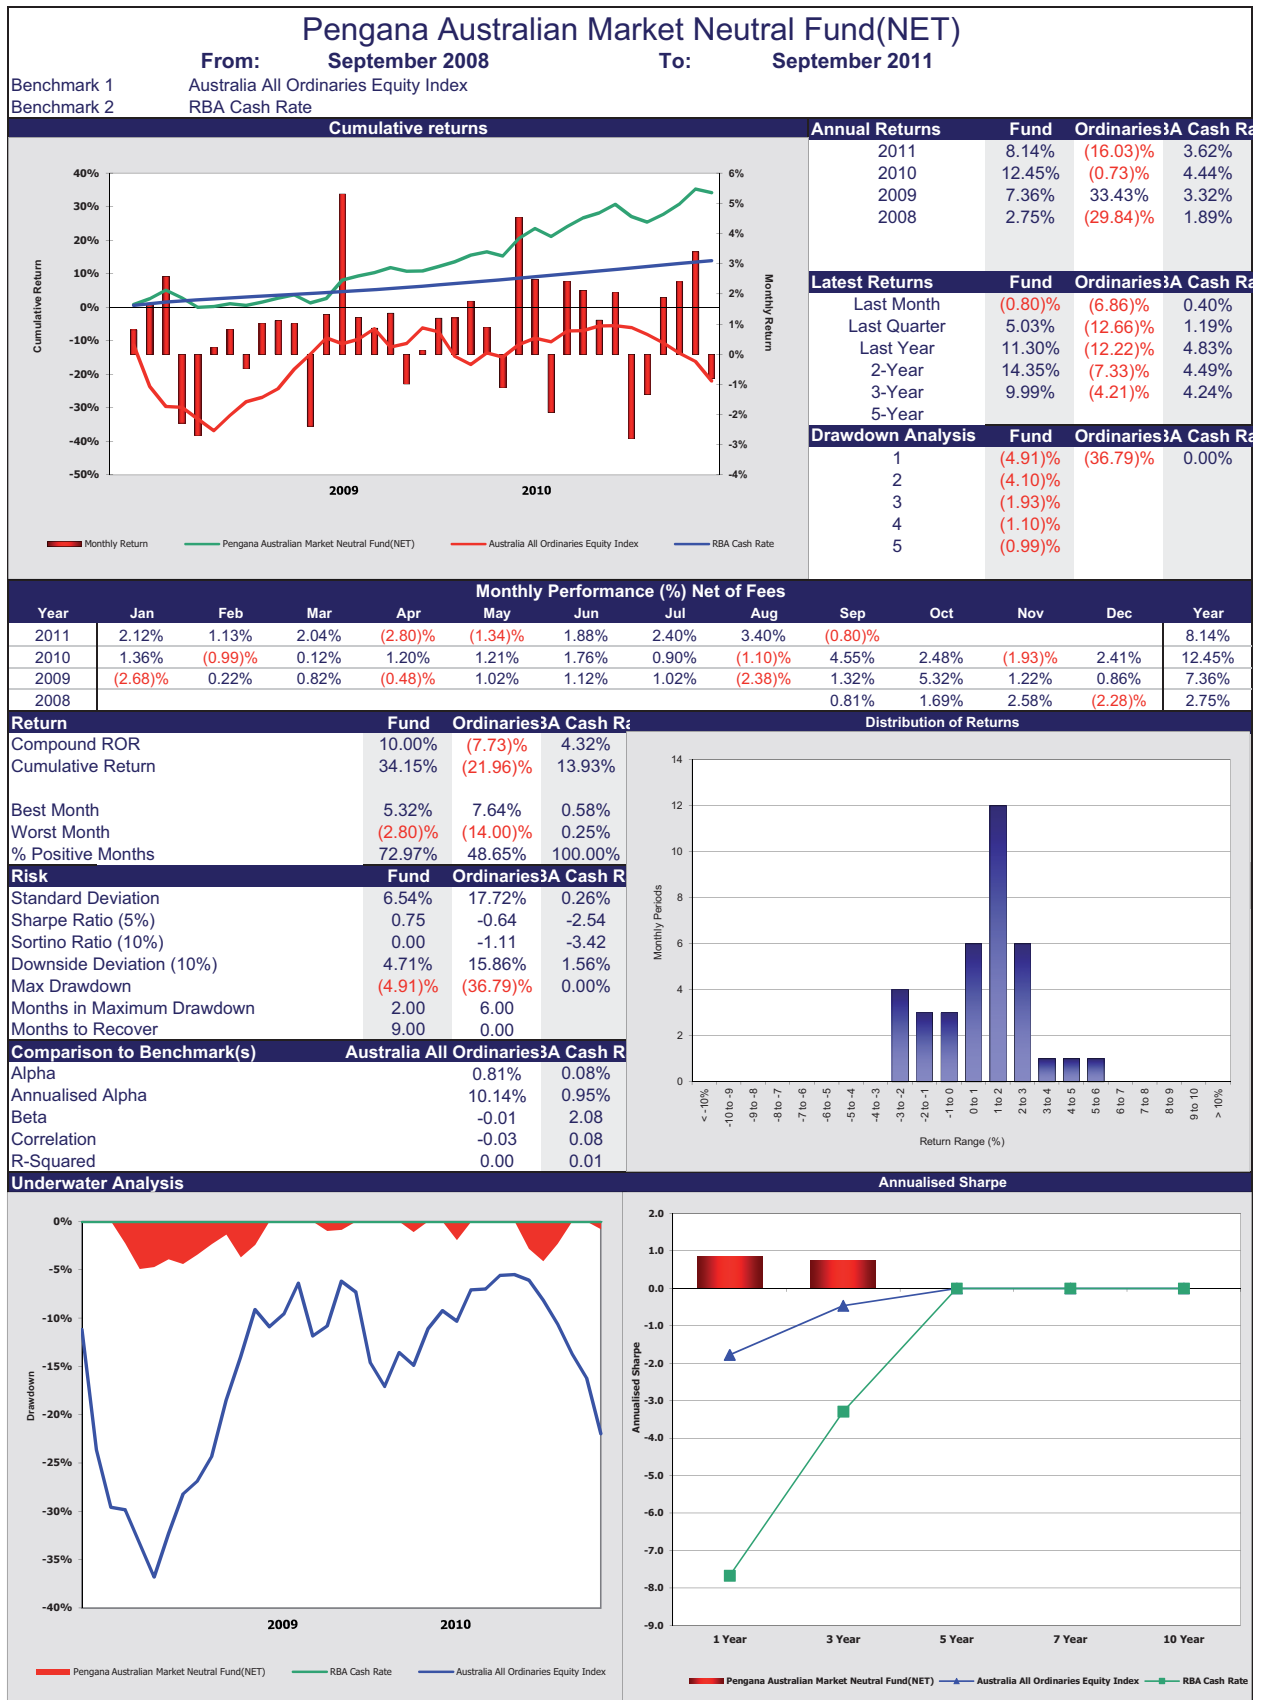 Pengana Australian Market Neutral Fund(NET)
From: September 2008 To: September 2011
Benchmark 1 Australia All Ordinaries Equity Index
Benchmark 2 RBA Cash Rate
Cumulative returns
40% 6%
30% 5%
20% 4%
10% 3%
0% 2%
-10% 1%
-20% 0%
-30% -1%
-40% -2%
-50% -3%
-4%
Cumulative Return
Monthly Return
2009 2010
Monthly Return Pengana Australian Market Neutral Fund(NET) Australia All Ordinaries Equity Index RBA Cash Rate
Annual Returns Fund Ordinaries BA Cash Ra
2011 8.14% (16.03)% 3.62%
2010 12.45% (0.73)% 4.44%
2009 7.36% 33.43% 3.32%
2008 2.75% (29.84)% 1.89%
Latest Returns Fund Ordinaries BA Cash Ra
Last Month (0.80)% (6.86)% 0.40%
Last Quarter 5.03% (12.66)% 1.19%
Last Year 11.30% (12.22)% 4.83%
2-Year 14.35% (7.33)% 4.49%
3-Year 9.99% (4.21)% 4.24%
5-Year
Drawdown Analysis Fund Ordinaries BA Cash Ra
1 (4.91)% (36.79)% 0.00%
2 (4.10)%
3 (1.93)%
4 (1.10)%
5 (0.99)%
Monthly Performance (%) Net of Fees
Year Jan Feb Mar Apr May Jun Jul Aug Sep Oct Nov Dec Year
2011 2.12% 1.13% 2.04% (2.80)% (1.34)% 1.88% 2.40% 3.40% (0.80)% 8.14%
2010 1.36% (0.99)% 0.12% 1.20% 1.21% 1.76% 0.90% (1.10)% 4.55% 2.48% (1.93)% 2.41% 12.45%
2009 (2.68)% 0.22% 0.82% (0.48)% 1.02% 1.12% 1.02% (2.38)% 1.32% 5.32% 1.22% 0.86% 7.36%
2008 0.81% 1.69% 2.58% (2.28)% 2.75%
Return Fund Ordinaries BA Cash Ra
Compound ROR 10.00% (7.73)% 4.32%
Cumulative Return 34.15% (21.96)% 13.93%
Best Month 5.32% 7.64% 0.58%
Worst Month (2.80)% (14.00)% 0.25%
% Positive Months 72.97% 48.65% 100.00%
Risk Fund Ordinaries BA Cash R
Standard Deviation 6.54% 17.72% 0.26%
Sharpe Ratio (5%) 0.75 -0.64 -2.54
Sortino Ratio (10%) 0.00 -1.11 -3.42
Downside Deviation (10%) 4.71% 15.86% 1.56%
Max Drawdown (4.91)% (36.79)% 0.00%
Months in Maximum Drawdown 2.00 6.00
Months to Recover 9.00 0.00
Comparison to Benchmark(s) Australia All Ordinaries BA Cash R
Alpha 0.81% 0.08%
Annualised Alpha 10.14% 0.95%
Beta -0.01 2.08
Correlation -0.03 0.08
R-Squared 0.00 0.01
Distribution of Returns
14
12
10
8
6
4
2
0
Monthly Periods
< -10% -10 to -9 -9 to -8 -8 to -7 -7 to -6 -6 to -5 -5 to -4 -4 to -3 -3 to -2 -2 to -1 -1 to 0 0 to 1 1 to 2 2 to 3 3 to 4 4 to 5 5 to 6 6 to 7 7 to 8 8 to 9 9 to 10 > 10%
Return Range (%)
Underwater Analysis
0%
-5%
-10%
-15%
-20%
-25%
-30%
-35%
-40%
Drawdown
2009 2010
Pengana Australian Market Neutral Fund(NET) RBA Cash Rate Australia All Ordinaries Equity Index
Annualised Sharpe
2.0
1.0
0.0
-1.0
-2.0
-3.0
-4.0
-5.0
-6.0
-7.0
-8.0
-9.0
Annualised Sharpe
1 Year 3 Year 5 Year 7 Year 10 Year
Pengana Australian Market Neutral Fund(NET) Australia All Ordinaries Equity Index RBA Cash Rate